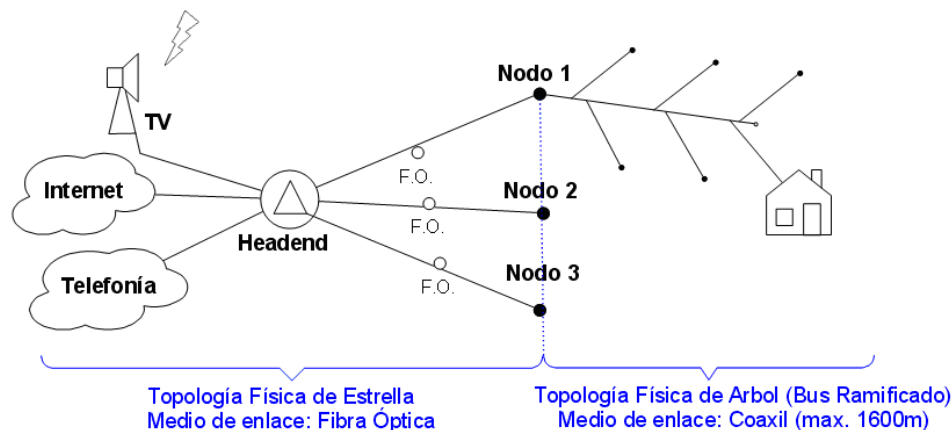 Nodo 1
TV
Internet
F.O.
Nodo 2
F.O.
Headend
Nodo 3
Telefonía
F.O.
Topología Física de Estrella
Medio de enlace: Fibra Óptica
Topología Física de Arbol (Bus Ramificado)
Medio de enlace: Coaxil (max. 1600m)